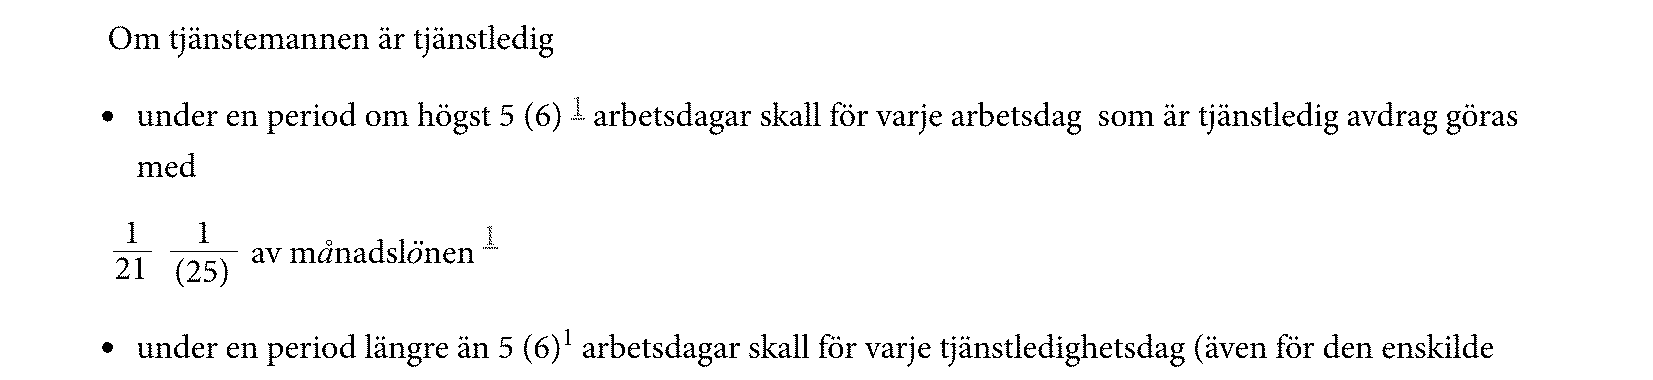 Om tjänstemannen är tjänstledig
• under en period om högst 5 (6) 1 arbetsdagar skall för varje arbetsdag som är tjänstledig avdrag göras
med
1/21 1/(25) av månadslönen 1
• under en period längre än 5 (6)1 arbetsdagar skall för varje tjänstledighetsdag (även för den enskilde